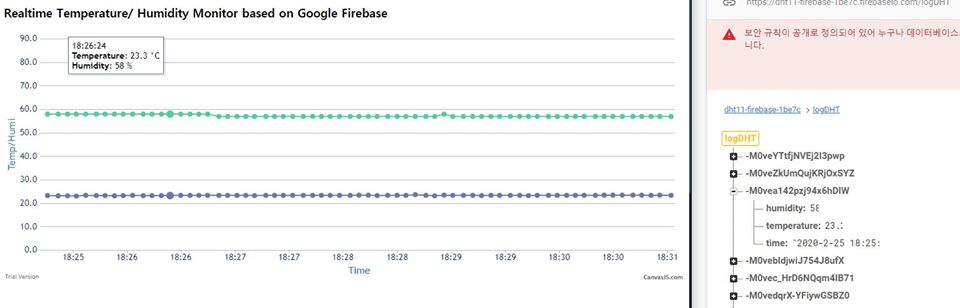 Realtime Temperature/ Humidity Monitor based on Google Firebase
90.0
80.0
70.0
60.0
50.0
40.0
30.0
20.0
10.0
0.0
Temp/Humi
18:26:24
Temperature: 23.3 °C
Humidity: 58 %
18:25 18:26 18:26 18:27 18:27 18:28 18:28 18:29 18:29 18:30 18:30 18:31
Time
Trial Version
CanvasJS.com
https://dht11-firebase-1be7c.firebaseio.com/logDHT
보안 규칙이 공개로 정의되어 있어 누구나 데이터베이스
니다.
dht11-firebase-1be7c > logDHT
logDHT
-M0veYTtfjNVEj2I3pwp
-M0veZkUmQujKRjOxSYZ
-M0vea142pzj94x6hDIW
humidity: 58
temperature: 23.
time: "2020-2-25 18:25:
-M0vebIdjwiJ754J8ufX
-M0vec_HrD6NQqm4IB71
-M0vedqrX-YFiywGSBZ0